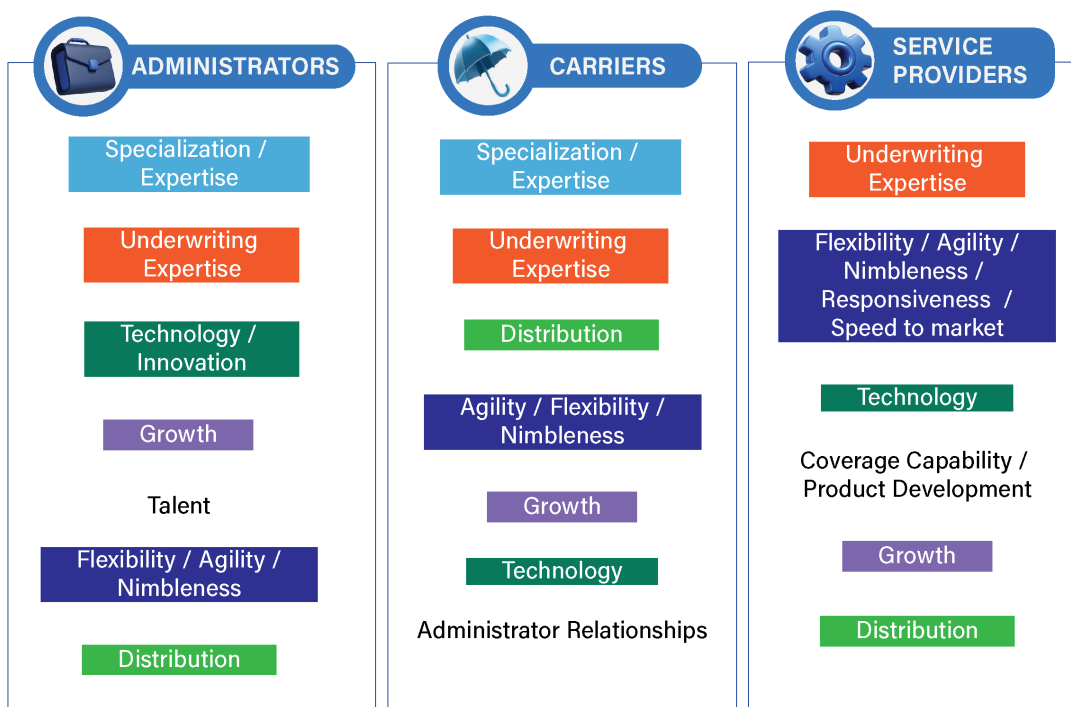 ADMINISTRATORS
Specialization /
Expertise
Underwriting
Expertise
Technology /
Innovation
Growth
Talent
Flexibility / Agility /
Nimbleness
Distribution
CARRIERS
Specialization /
Expertise
Underwriting
Expertise
Distribution
Agility / Flexibility /
Nimbleness
Growth
Technology
Administrator Relationships
SERVICE
PROVIDERS
Underwriting
Expertise
Flexibility / Agility /
Nimbleness /
Responsiveness /
Speed to market
Technology
Coverage Capability /
Product Development
Growth
Distribution